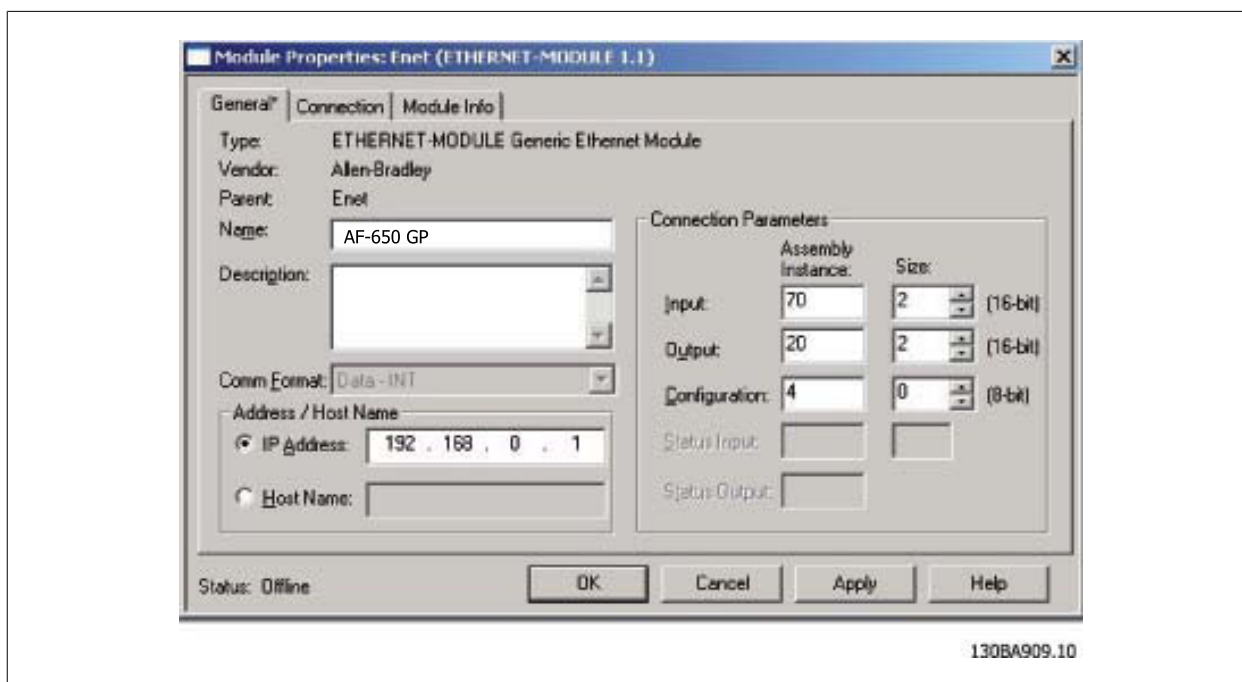 Module Properties: Enet (ETHERNET-MODULE 1.1)
General* Connection Module Info
Type: ETHERNET-MODULE Generic Ethernet Module
Vendor: Allen-Bradley
Parent: Enet
Name: AF-650 GP
Description:
Comm Format: Data - INT
Address / Host Name
IP Address: 192 . 168 . 0 . 1
Host Name:
Connection Parameters
Assembly Instance: Size:
Input: 70 2 (16-bit)
Output: 20 2 (16-bit)
Configuration: 4 0 (8-bit)
Status Input:
Status Output:
Status: Offline
OK Cancel Apply Help
130BA909.10